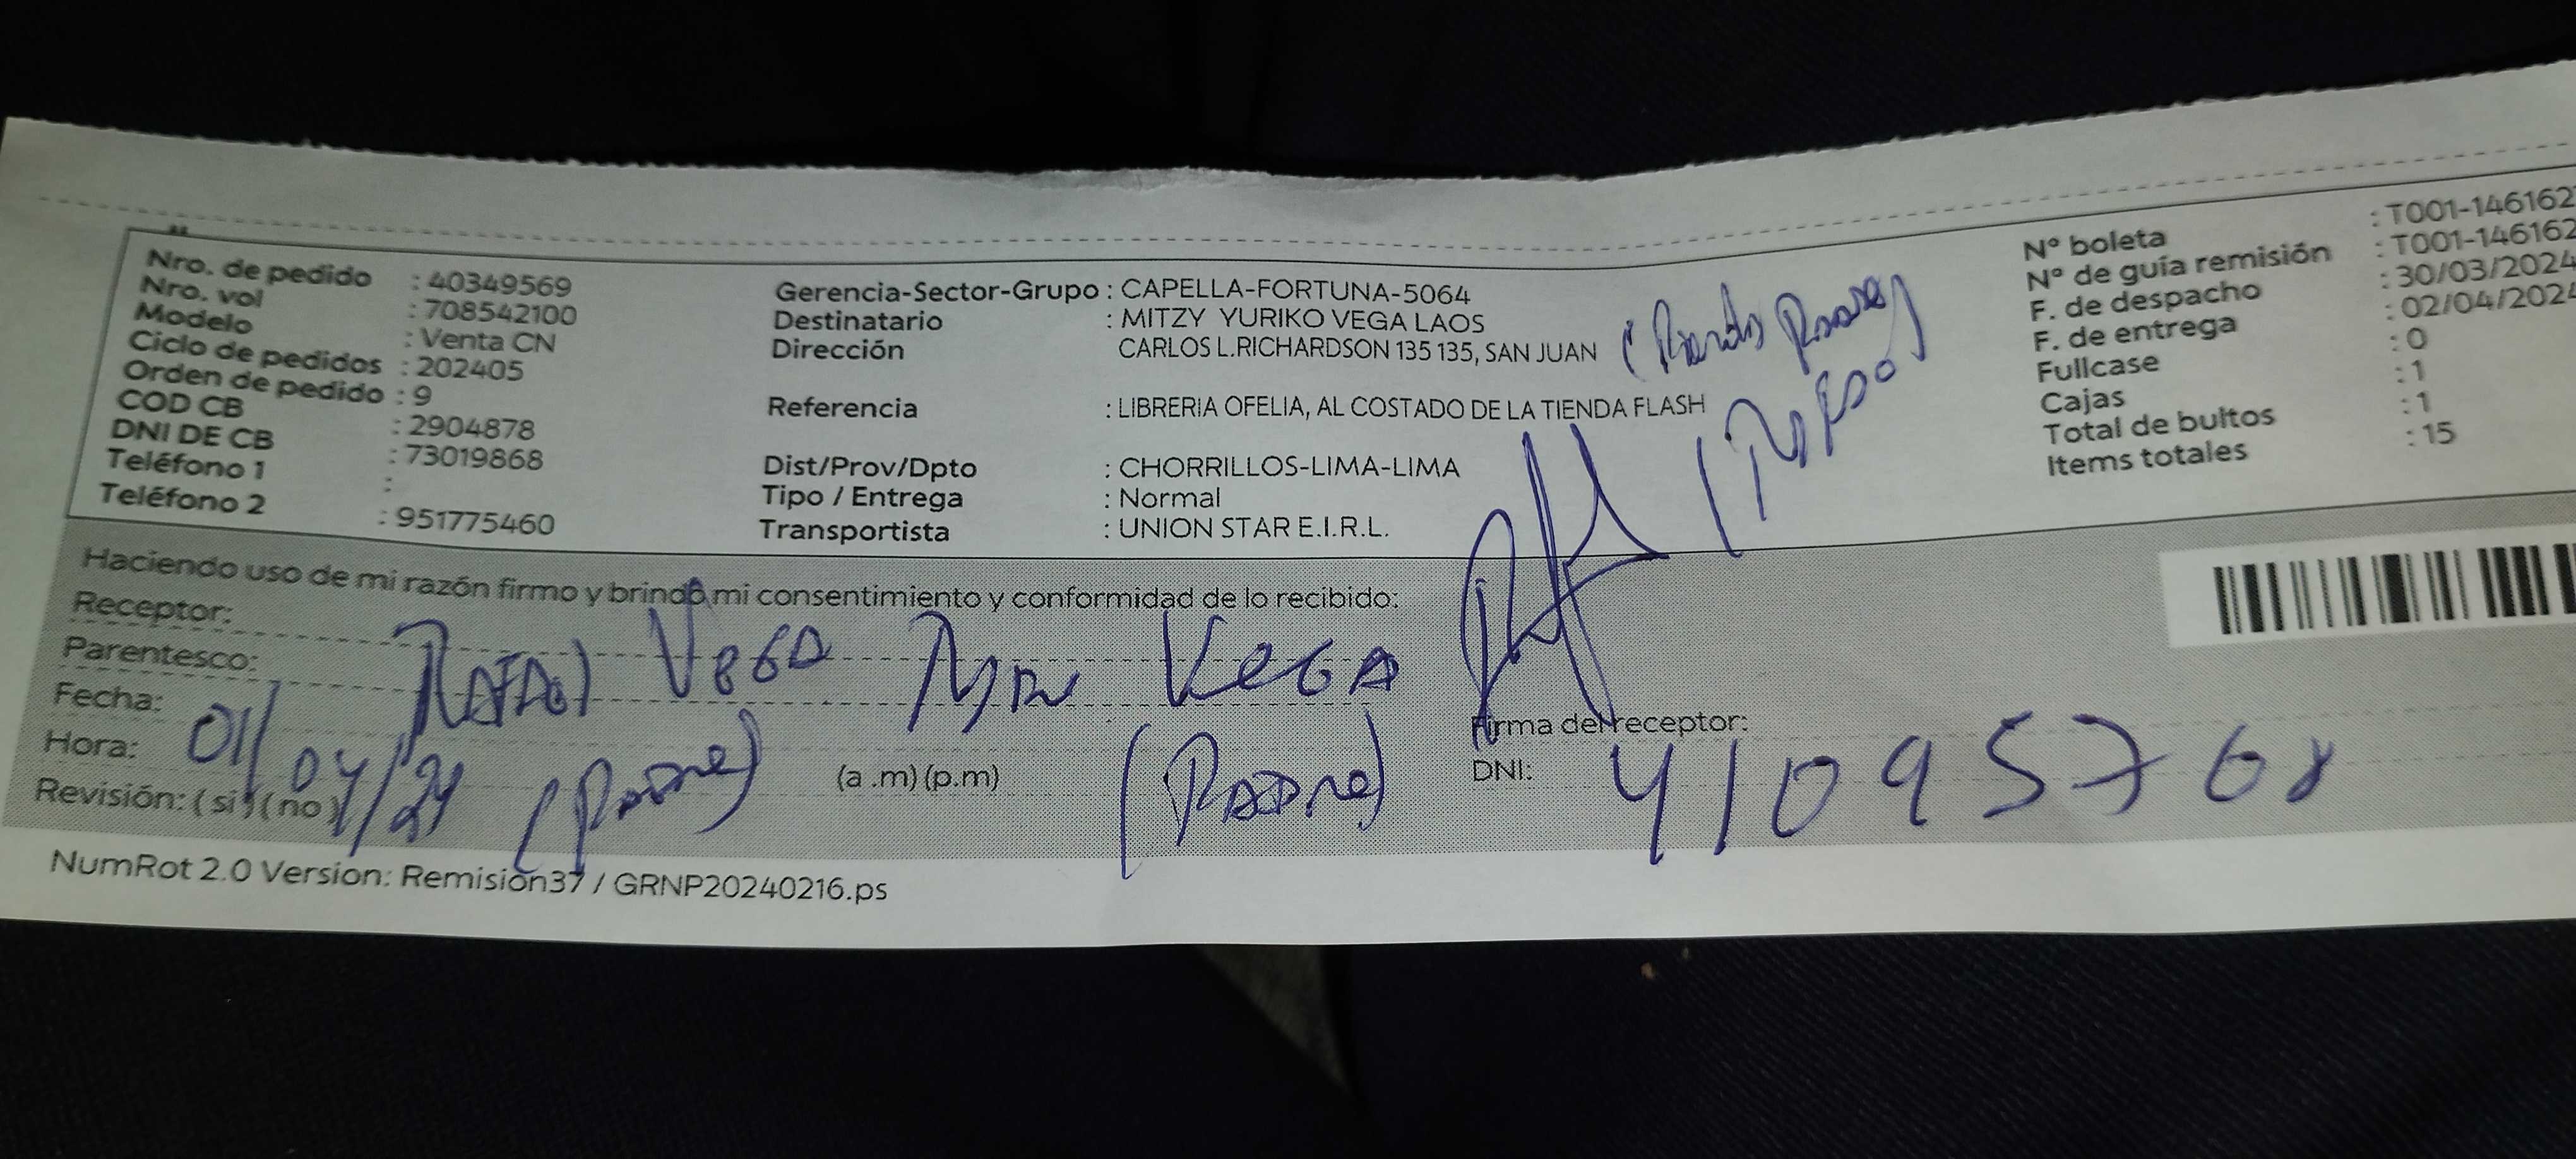 Nro. de pedido : 40349569
Nro. vol : 708542100
Modelo : Venta CN
Ciclo de pedidos : 202405
Orden de pedido : 9
COD CB : 2904878
DNI DE CB : 73019868
Teléfono 1 :
Teléfono 2 : 951775460
Gerencia-Sector-Grupo : CAPELLA-FORTUNA-5064
Destinatario : MITZY YURIKO VEGA LAOS
Dirección CARLOS L.RICHARDSON 135 135, SAN JUAN
Referencia : LIBRERIA OFELIA, AL COSTADO DE LA TIENDA FLASH
Dist/Prov/Dpto : CHORRILLOS-LIMA-LIMA
Tipo / Entrega : Normal
Transportista : UNION STAR E.I.R.L.
N° boleta : T001-146162
N° de guía remisión : T001-146162
F. de despacho : 30/03/2024
F. de entrega : 02/04/2024
Fullcase : 0
Cajas : 1
Total de bultos : 1
Items totales : 15
Haciendo uso de mi razón firmo y brindo mi consentimiento y conformidad de lo recibido:
Receptor: VEGA VEGA
Parentesco:
Fecha: 01/04/24 (PADRE) (PADRE)
Hora: (a .m) (p.m)
Revisión: ( si ) ( no )
Firma del receptor:
DNI: 41095768
NumRot 2.0 Version: Remisión37 / GRNP20240216.ps